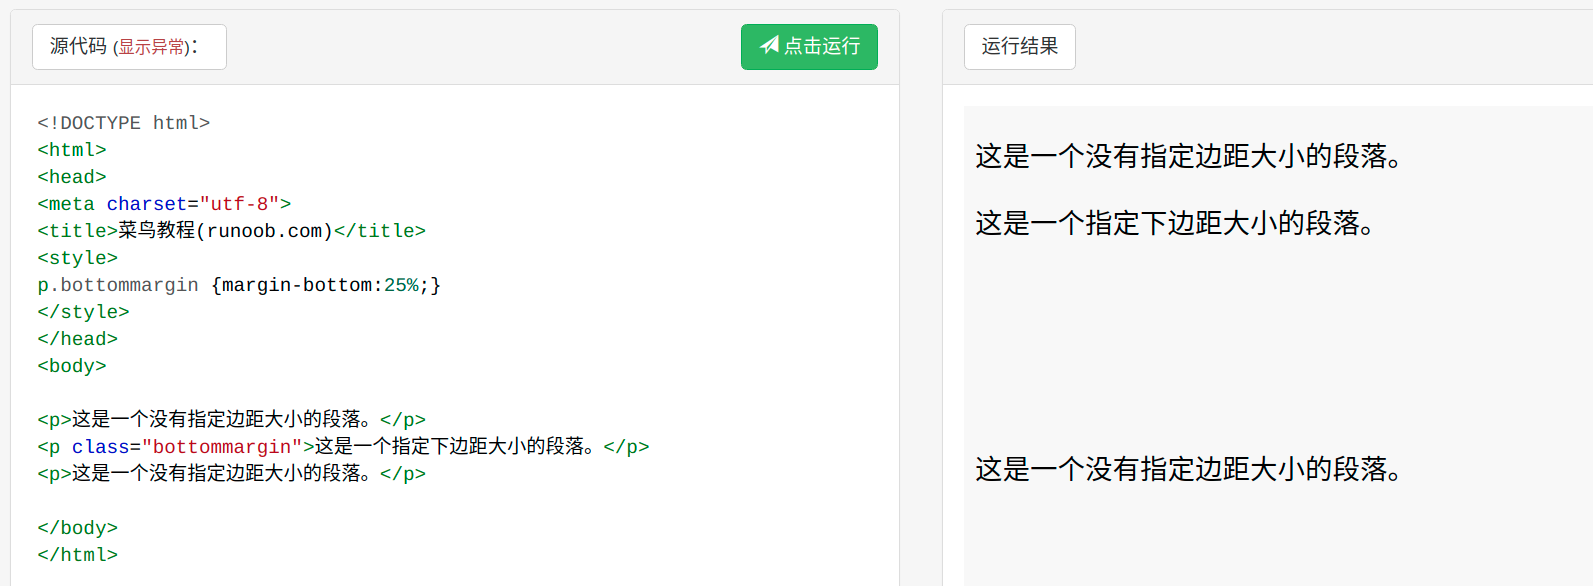 源代码 (显示异常)：
点击运行
<!DOCTYPE html>
<html>
<head>
<meta charset="utf-8">
<title>菜鸟教程(runoob.com)</title>
<style>
p.bottommargin {margin-bottom:25%;}
</style>
</head>
<body>
<p>这是一个没有指定边距大小的段落。</p>
<p class="bottommargin">这是一个指定下边距大小的段落。</p>
<p>这是一个没有指定边距大小的段落。</p>
</body>
</html>
运行结果
这是一个没有指定边距大小的段落。
这是一个指定下边距大小的段落。
这是一个没有指定边距大小的段落。